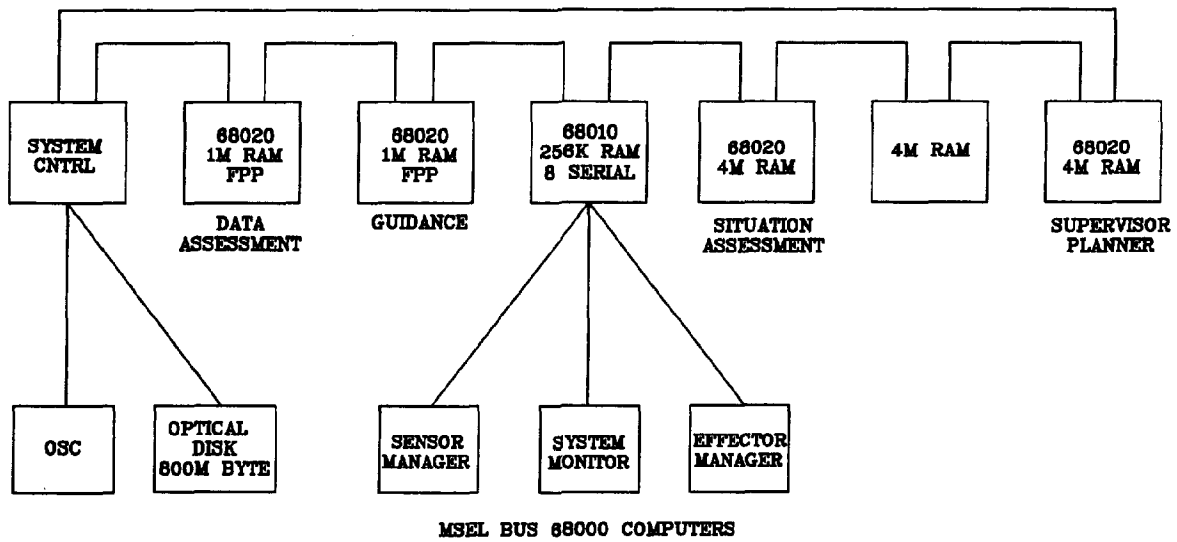 SYSTEM
CNTRL
68020
1M RAM
FPP
68020
1M RAM
FPP
68010
256K RAM
8 SERIAL
68020
4M RAM
4M RAM
68020
4M RAM
DATA
ASSESSMENT
GUIDANCE
SITUATION
ASSESSMENT
SUPERVISOR
PLANNER
OSC
OPTICAL
DISK
800M BYTE
SENSOR
MANAGER
SYSTEM
MONITOR
EFFECTOR
MANAGER
MSEL BUS 68000 COMPUTERS